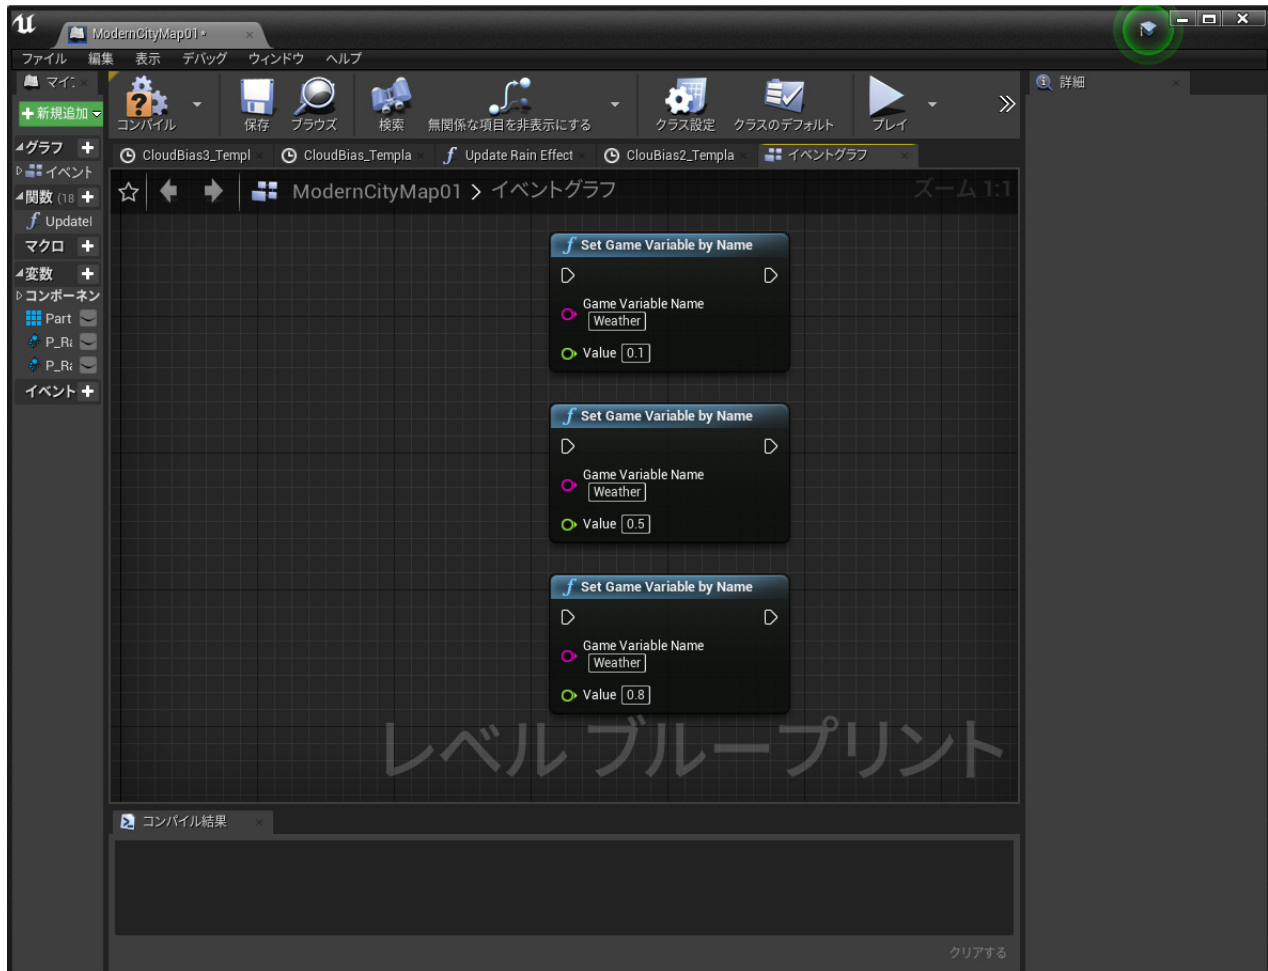 ModernCityMap01*
ファイル 編集 表示 デバッグ ウィンドウ ヘルプ
新規追加
コンパイル 保存 ブラウズ 検索 無関係な項目を非表示にする クラス設定 クラスのデフォルト プレイ
詳細
グラフ
イベント
関数 (18
マクロ
変数
コンポーネン
Part
イベント
CloudBias3_Templ CloudBias_Templa Update Rain Effect ClouBias2_Templa イベントグラフ
ModernCityMap01 > イベントグラフ ズーム 1:1
Set Game Variable by Name
Game Variable Name
Weather
Value 0.1
Set Game Variable by Name
Game Variable Name
Weather
Value 0.5
Set Game Variable by Name
Game Variable Name
Weather
Value 0.8
レベル ブループリント
コンパイル結果
クリアする